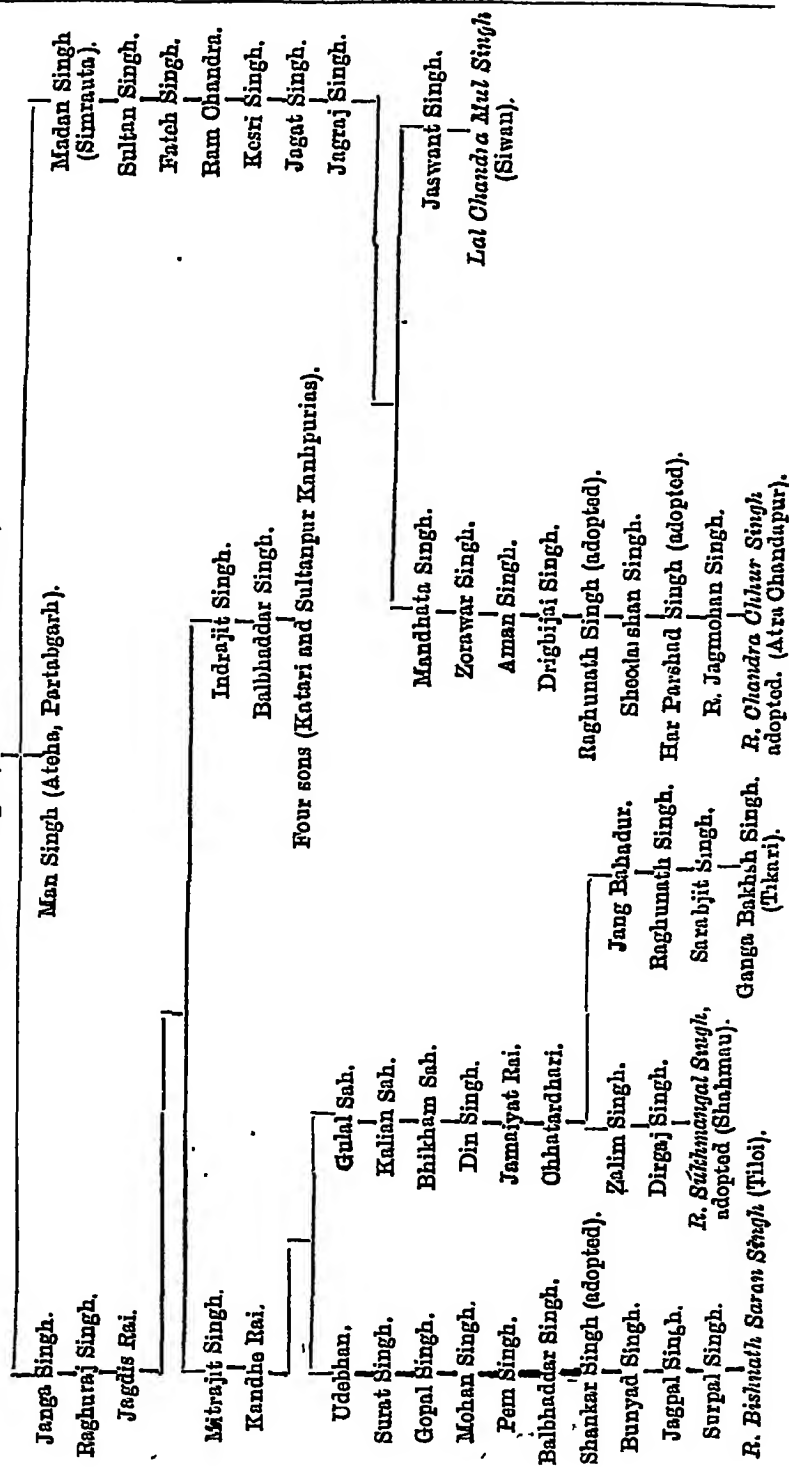 Janga Singh.
Raghuraj Singh.
Jagdis Rai.
Man Singh (Ateha, Partabgarh).
Madan Singh
(Simrauta).
Sultan Singh.
Fateh Singh.
Ram Chandra.
Kesri Singh.
Jagat Singh.
Jagraj Singh.
Mitrajit Singh.
Kandhe Rai.
Indrajit Singh.
Balbhaddar Singh.
Four sons (Katari and Sultanpur Kanhpurias).
Udebhan.
Surat Singh.
Gopal Singh.
Mohan Singh.
Pem Singh.
Balbhaddar Singh.
Shankar Singh (adopted).
Bunyad Singh.
Jagpal Singh.
Surpal Singh.
R. Bishnath Saran Singh (Tiloi).
Gulal Sah.
Kalian Sah.
Bhikham Sah.
Din Singh.
Jamaiyat Rai.
Chhatardhari.
Zalim Singh.
Dirgaj Singh.
R. Sukhmangal Singh,
adopted (Shahmau).
Jang Bahadur.
Raghunath Singh.
Sarabjit Singh.
Ganga Bakhsh Singh.
(Tikari).
Mandhata Singh.
Zorawar Singh.
Aman Singh.
Drigbijai Singh.
Raghunath Singh (adopted).
Sheodarshan Singh.
Har Parshad Singh (adopted).
R. Jagmohan Singh.
R. Chandra Chhur Singh
adopted. (Atra Chandapur).
Jaswant Singh.
Lal Chandra Mul Singh
(Siwan).